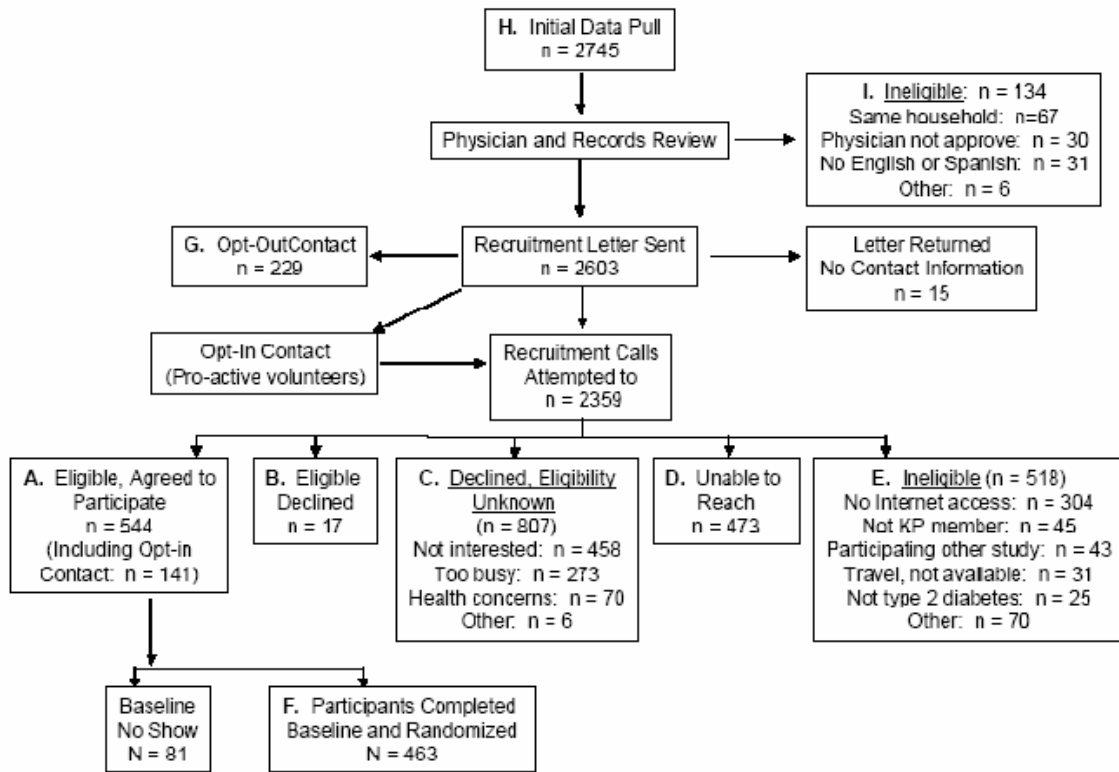 H. Initial Data Pull
n = 2745
I. Ineligible: n = 134
Same household: n=67
Physician not approve: n = 30
No English or Spanish: n = 31
Other: n = 6
Physician and Records Review
G. Opt-OutContact
n = 229
Recruitment Letter Sent
n = 2603
Letter Returned
No Contact Information
n = 15
Opt-In Contact
(Pro-active volunteers)
Recruitment Calls
Attempted to
n = 2359
A. Eligible, Agreed to
Participate
n = 544
(Including Opt-in
Contact: n = 141)
B. Eligible
Declined
n = 17
C. Declined, Eligibility
Unknown
(n = 807)
Not interested: n = 458
Too busy: n = 273
Health concerns: n = 70
Other: n = 6
D. Unable to
Reach
n = 473
E. Ineligible (n = 518)
No Internet access: n = 304
Not KP member: n = 45
Participating other study: n = 43
Travel, not available: n = 31
Not type 2 diabetes: n = 25
Other: n = 70
Baseline
No Show
N = 81
F. Participants Completed
Baseline and Randomized
N = 463